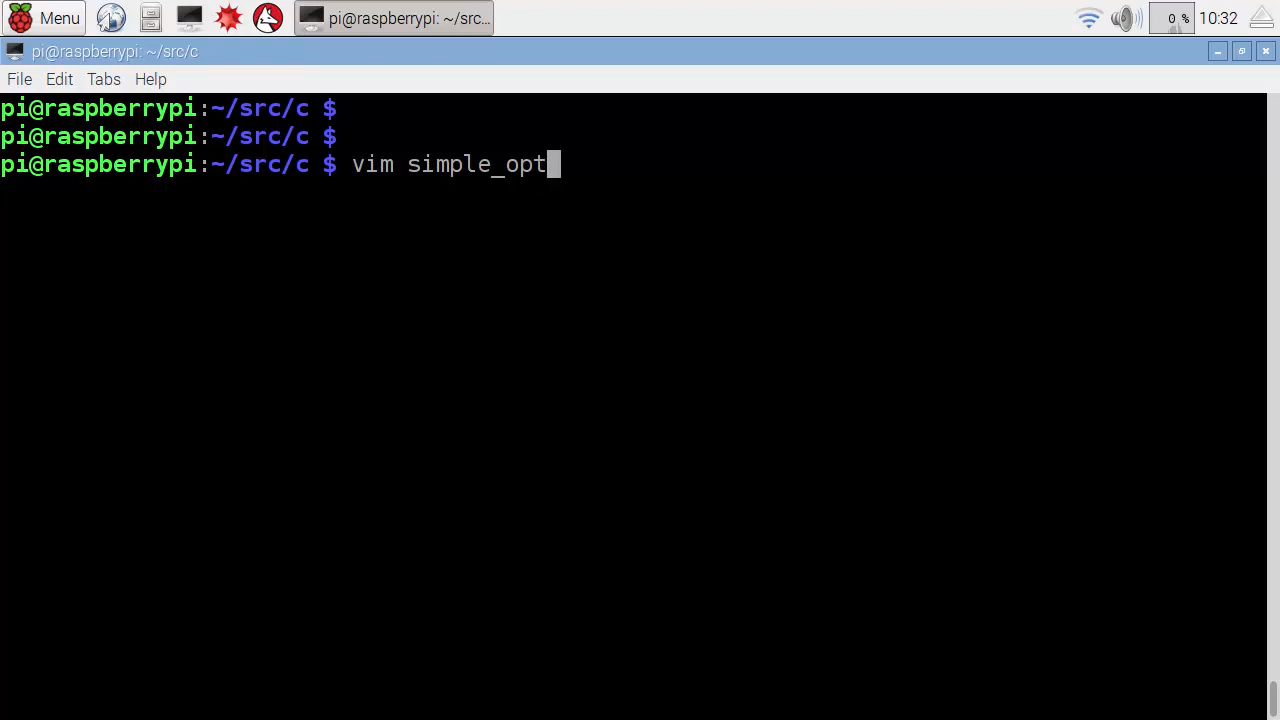 Menu pi@raspberrypi: ~/src... 0 % 10:32
pi@raspberrypi: ~/src/c
File Edit Tabs Help
pi@raspberrypi:~/src/c $
pi@raspberrypi:~/src/c $
pi@raspberrypi:~/src/c $ vim simple_opt